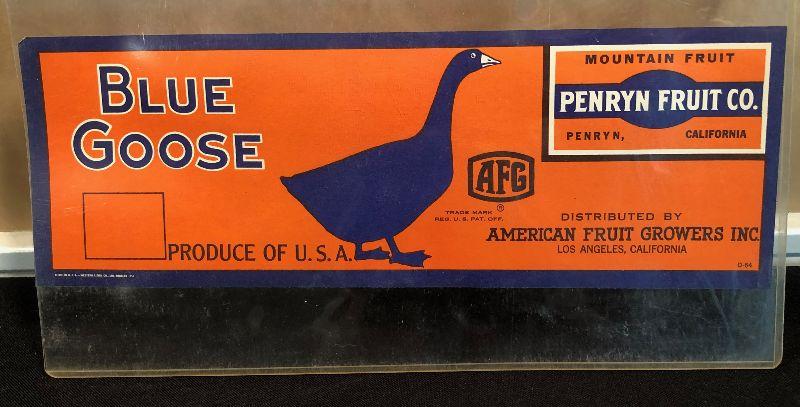 BLUE
GOOSE
PRODUCE OF U. S. A.
MOUNTAIN FRUIT
PENRYN FRUIT CO.
PENRYN, CALIFORNIA
AFG
®
TRADE MARK
REG. U. S. PAT. OFF.
DISTRIBUTED BY
AMERICAN FRUIT GROWERS INC.
LOS ANGELES, CALIFORNIA